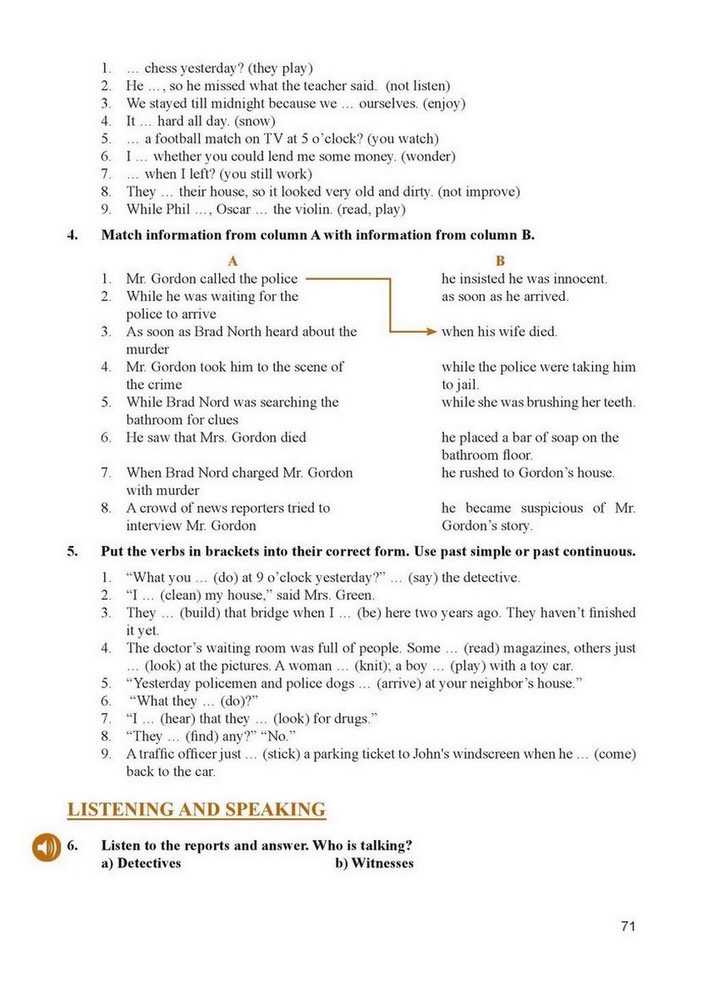 1. ... chess yesterday? (they play)
2. He ... , so he missed what the teacher said. (not listen)
3. We stayed till midnight because we ... ourselves. (enjoy)
4. It ... hard all day. (snow)
5. ... a football match on TV at 5 o'clock? (you watch)
6. I ... whether you could lend me some money. (wonder)
7. ... when I left? (you still work)
8. They ... their house, so it looked very old and dirty. (not improve)
9. While Phil ... , Oscar ... the violin. (read, play)
4. Match information from column A with information from column B.
A B
1. Mr. Gordon called the police he insisted he was innocent.
2. While he was waiting for the as soon as he arrived.
police to arrive
3. As soon as Brad North heard about the when his wife died.
murder
4. Mr. Gordon took him to the scene of while the police were taking him
the crime to jail.
5. While Brad Nord was searching the while she was brushing her teeth.
bathroom for clues
6. He saw that Mrs. Gordon died he placed a bar of soap on the
bathroom floor.
7. When Brad Nord charged Mr. Gordon he rushed to Gordon's house.
with murder
8. A crowd of news reporters tried to he became suspicious of Mr.
interview Mr. Gordon Gordon's story.
5. Put the verbs in brackets into their correct form. Use past simple or past continuous.
1. "What you ... (do) at 9 o'clock yesterday?" ... (say) the detective.
2. "I ... (clean) my house," said Mrs. Green.
3. They ... (build) that bridge when I ... (be) here two years ago. They haven't finished
it yet.
4. The doctor's waiting room was full of people. Some ... (read) magazines, others just
... (look) at the pictures. A woman ... (knit); a boy ... (play) with a toy car.
5. "Yesterday policemen and police dogs ... (arrive) at your neighbor's house."
6. "What they ... (do)?"
7. "I ... (hear) that they ... (look) for drugs."
8. "They ... (find) any?" "No."
9. A traffic officer just ... (stick) a parking ticket to John's windscreen when he ... (come)
back to the car.
LISTENING AND SPEAKING
6. Listen to the reports and answer. Who is talking?
a) Detectives b) Witnesses
71